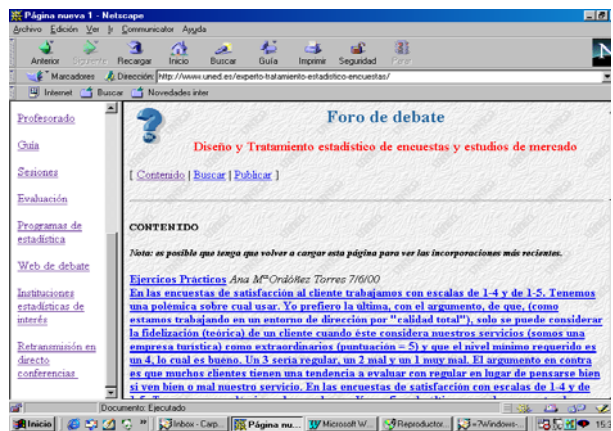 Página nueva 1 - Netscape
Archivo Edición Ver Ir Communicator Ayuda
Anterior Siguiente Recargar Inicio Buscar Guía Imprimir Seguridad Parar
Marcadores Dirección: http://www.uned.es/experto-tratamiento-estadistico-encuestas/
Internet Buscar Novedades inter
Profesorado
Guía
Sesiones
Evaluación
Programas de
estadística
Web de debate
Instituciones
estadísticas de
interés
Retransmisión en
directo
conferencias
Foro de debate
Diseño y Tratamiento estadístico de encuestas y estudios de mercado
[ Contenido | Buscar | Publicar ]
CONTENIDO
Nota: es posible que tenga que volver a cargar esta página para ver las incorporaciones más recientes.
Ejercicos Prácticos Ana MªOrdóñez Torres 7/6/00
En las encuestas de satisfacción al cliente trabajamos con escalas de 1-4 y de 1-5. Tenemos
una polémica sobre cual usar. Yo prefiero la última, con el argumento, de que, (como
estamos trabajando en un entorno de dirección por "calidad total"), solo se puede considerar
la fidelización (teórica) de un cliente cuando éste considera nuestros servicios (somos una
empresa turística) como extraordinarios (puntuación = 5) y que el nivel mínimo requerido es
un 4, lo cual es bueno. Un 3 sería regular, un 2 mal y un 1 muy mal. El argumento en contra
es que muchos clientes tienen una tendencia a evaluar con regular en lugar de pensarse bien
si ven bien o mal nuestro servicio. En las encuestas de satisfacción con escalas de 1-4 y de
Documento: Ejecutado
Inicio Inbox - Carp... Página nu... Microsoft W... Reproductor... =?Windows-...